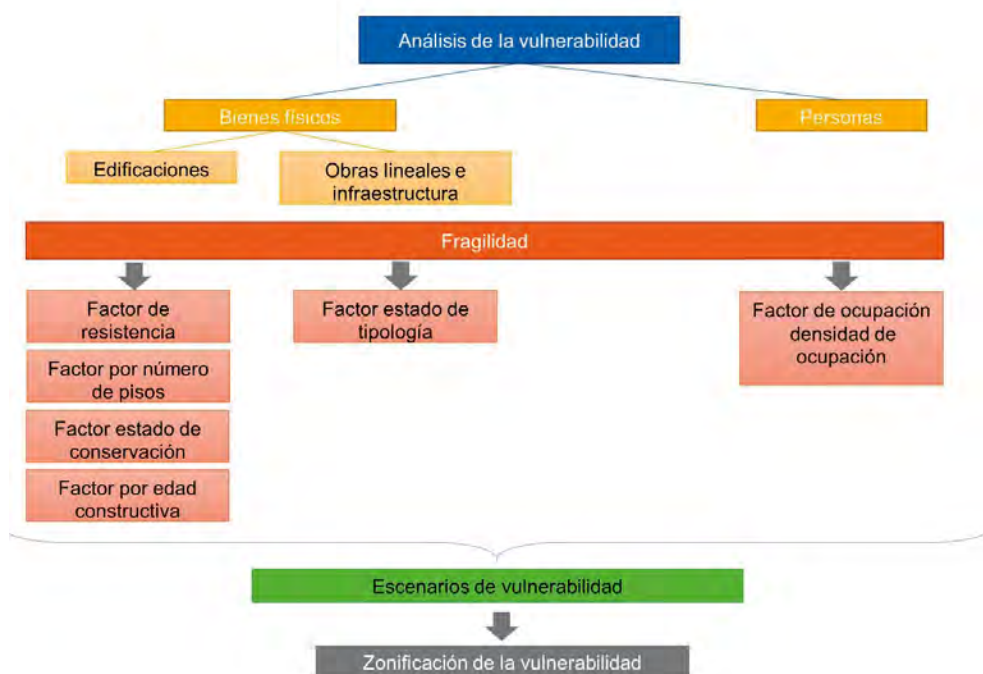 Análisis de la vulnerabilidad
Bienes físicos
Personas
Edificaciones
Obras lineales e
infraestructura
Fragilidad
Factor de
resistencia
Factor estado de
tipología
Factor de ocupación
densidad de
ocupación
Factor por número
de pisos
Factor estado de
conservación
Factor por edad
constructiva
Escenarios de vulnerabilidad
Zonificación de la vulnerabilidad